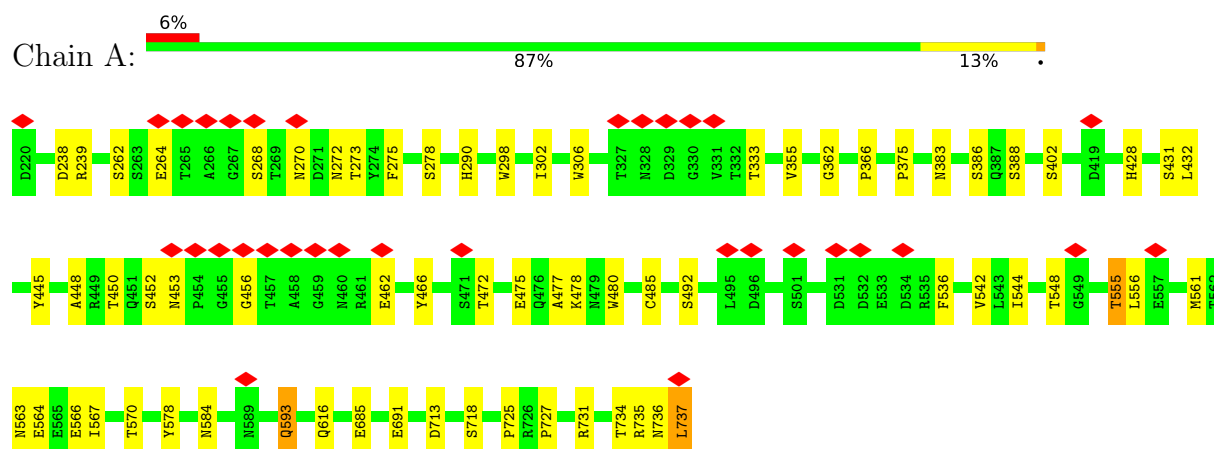 6%
Chain A:
87% 13% •
D220 D238 R239 S262 S263 E264 T265 A266 G267 S268 T269 N270 D271 N272 T273 Y274 F275 S278 H290 W298 I302 W306 T327 N328 D329 G330 V331 T332 T333 V355 G362 P366 P375 N383 S386 Q387 S388 S402 D419 H428 S431 L432
Y445 A448 R449 T450 Q451 S452 N453 P454 G455 G456 T457 A458 G459 N460 R461 E462 Y466 S471 T472 E475 Q476 A477 K478 N479 W480 C485 S492 L495 D496 S501 D531 D532 E533 D534 R535 F536 V542 L543 I544 T548 G549 T555 L556 E557 M561 T562
N563 E564 E565 E566 I567 T570 Y578 N584 N589 Q593 Q616 E685 E691 D713 S718 P725 R726 P727 R731 T734 R735 N736 L737